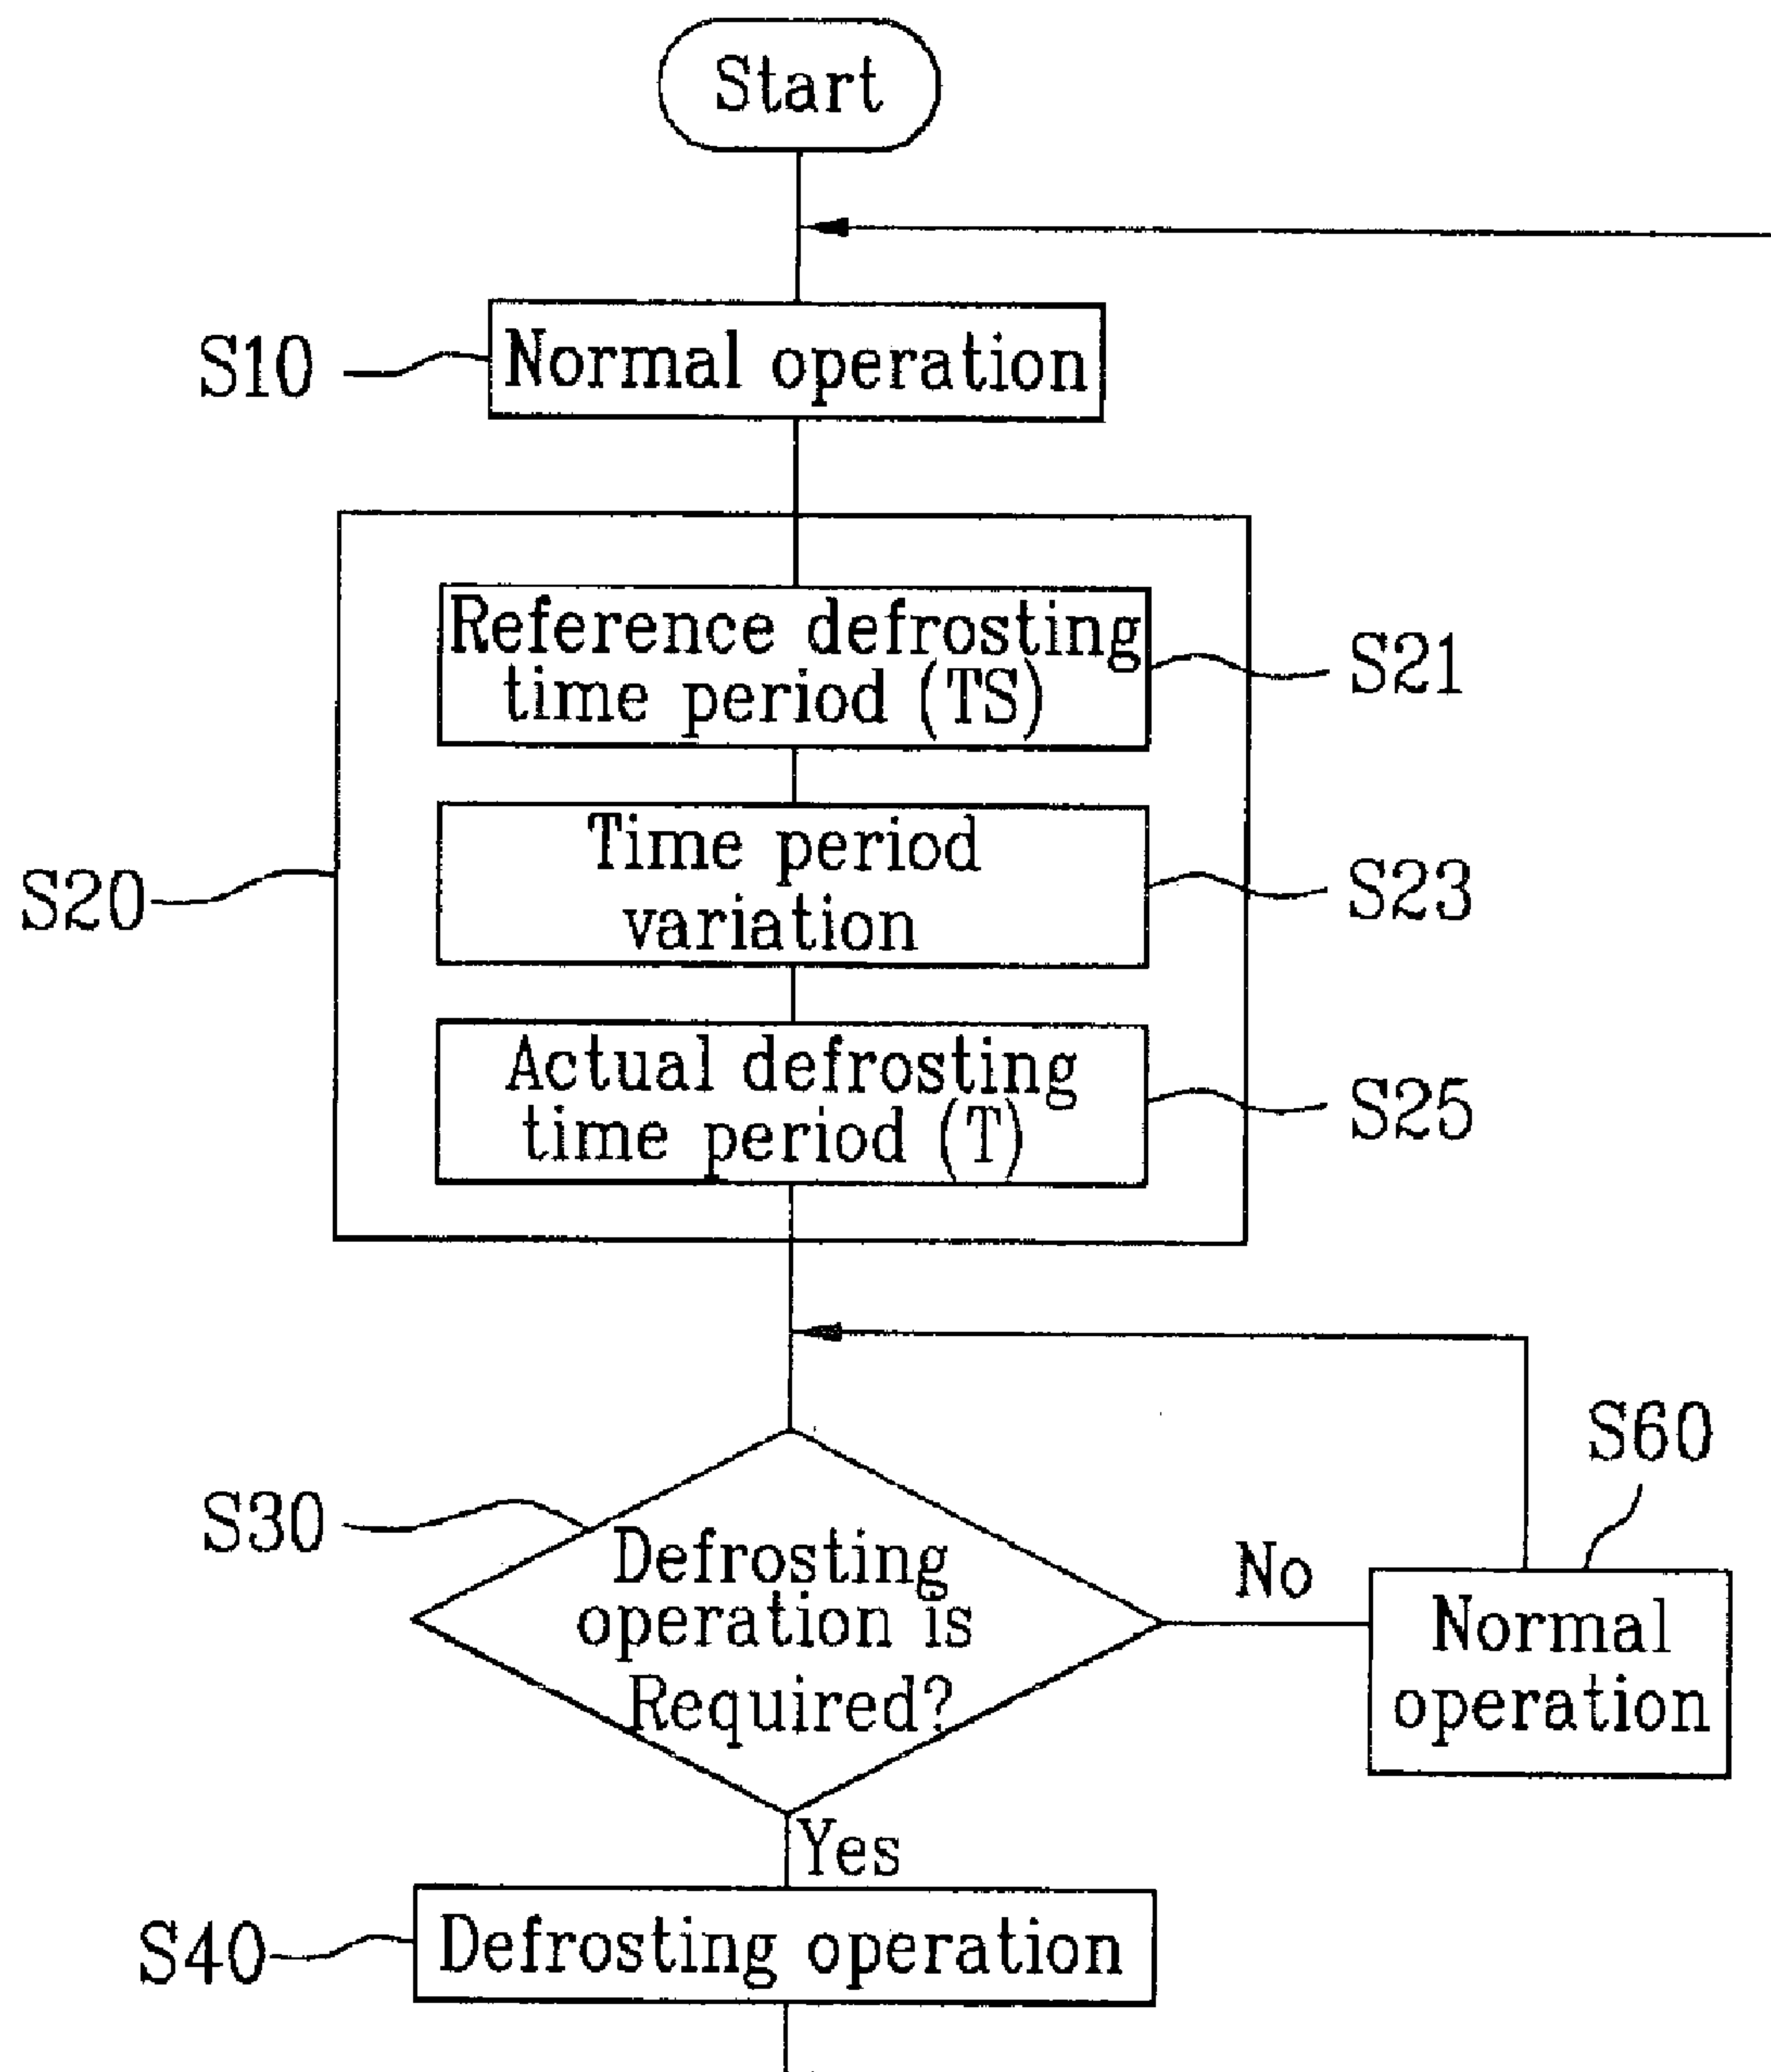 Start
S10
Normal operation
S20
Reference defrosting
time period (TS)
S21
Time period
variation
S23
Actual defrosting
time period (T)
S25
S30
Defrosting
operation is
Required?
No
S60
Normal
operation
Yes
S40
Defrosting operation